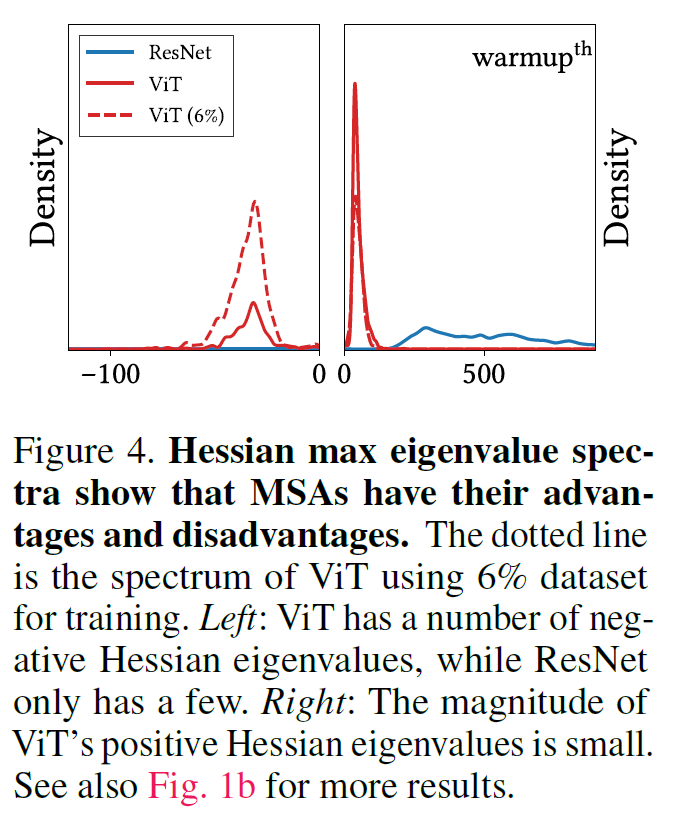 ResNet
ViT
ViT (6%)
warmupth
Density
Density
−100
0
0
500
Figure 4. Hessian max eigenvalue spec-
tra show that MSAs have their advan-
tages and disadvantages. The dotted line
is the spectrum of ViT using 6% dataset
for training. Left: ViT has a number of neg-
ative Hessian eigenvalues, while ResNet
only has a few. Right: The magnitude of
ViT's positive Hessian eigenvalues is small.
See also Fig. 1b for more results.